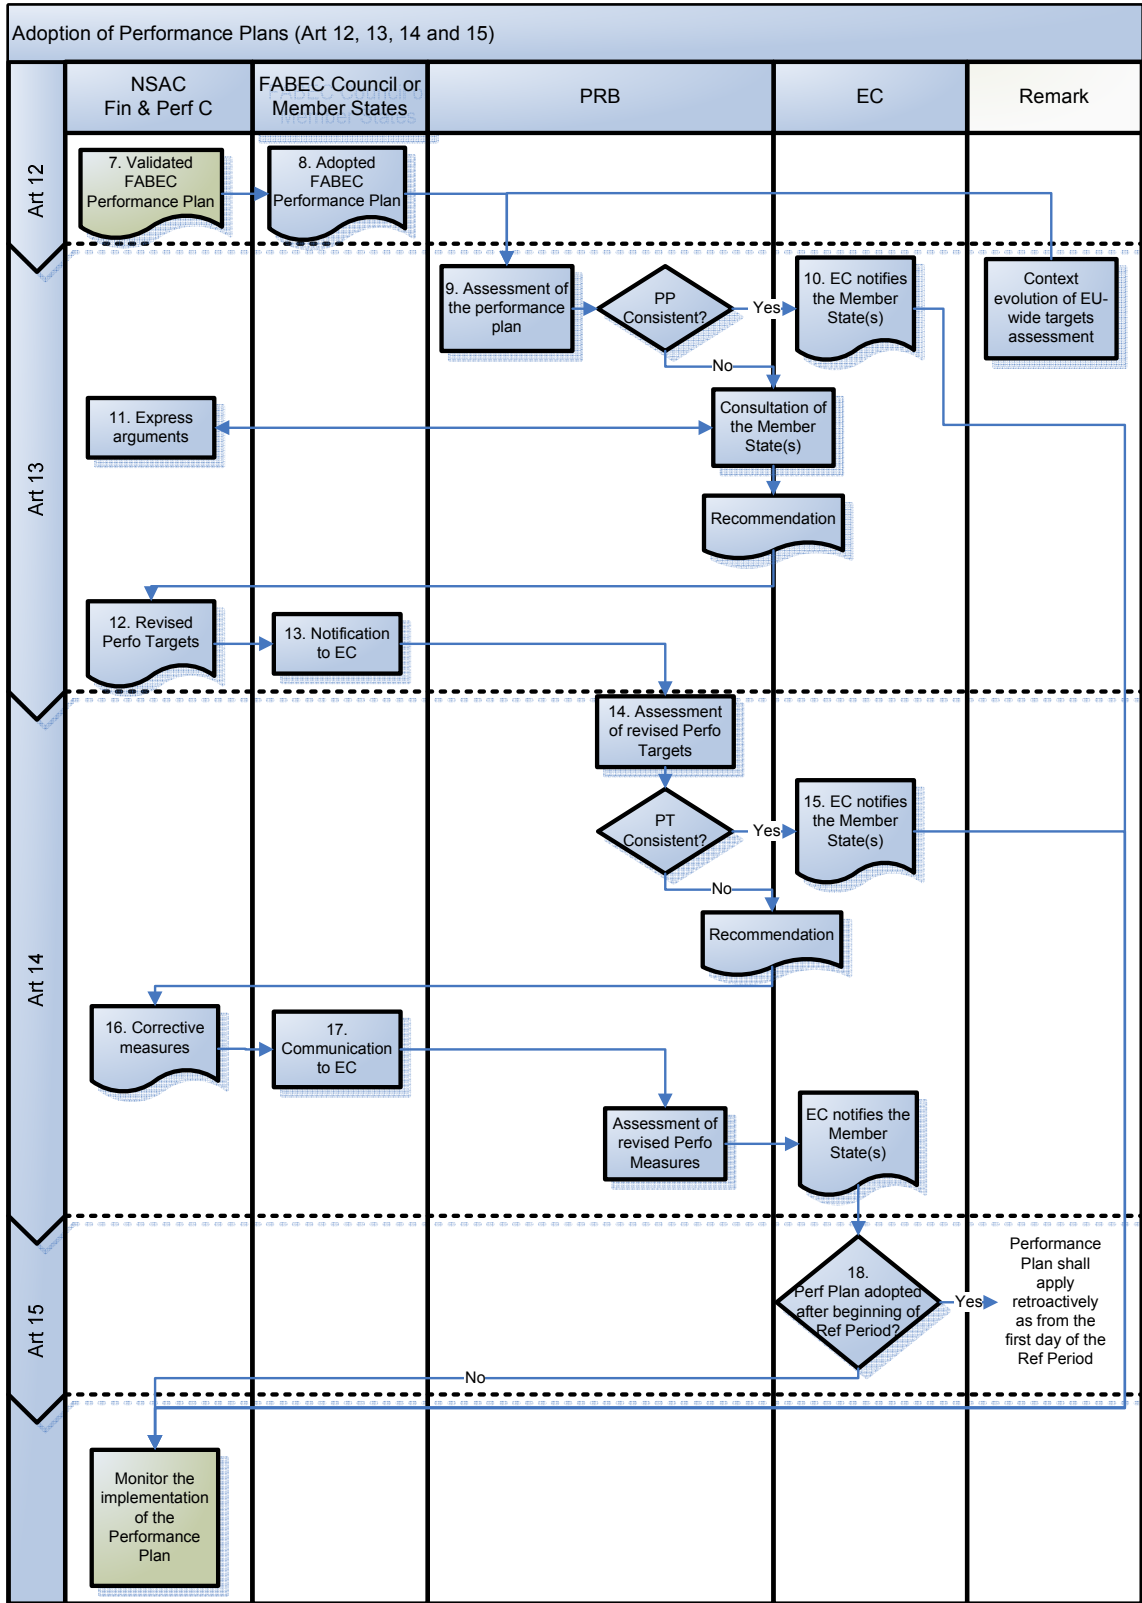 Adoption of Performance Plans (Art 12, 13, 14 and 15)
NSAC
Fin & Perf C
FABEC Council or
Member States
PRB
EC
Remark
Art 12
7. Validated
FABEC
Performance Plan
8. Adopted
FABEC
Performance Plan
Art 13
9. Assessment of
the performance
plan
PP
Consistent?
Yes
10. EC notifies
the Member
State(s)
Context
evolution of EU-
wide targets
assessment
No
11. Express
arguments
Consultation of
the Member
State(s)
Recommendation
12. Revised
Perfo Targets
13. Notification
to EC
Art 14
14. Assessment
of revised Perfo
Targets
PT
Consistent?
Yes
15. EC notifies
the Member
State(s)
No
Recommendation
16. Corrective
measures
17.
Communication
to EC
Assessment of
revised Perfo
Measures
EC notifies the
Member
State(s)
Art 15
18.
Perf Plan adopted
after beginning of
Ref Period?
Yes
Performance
Plan shall
apply
retroactively
as from the
first day of the
Ref Period
No
Monitor the
implementation
of the
Performance
Plan